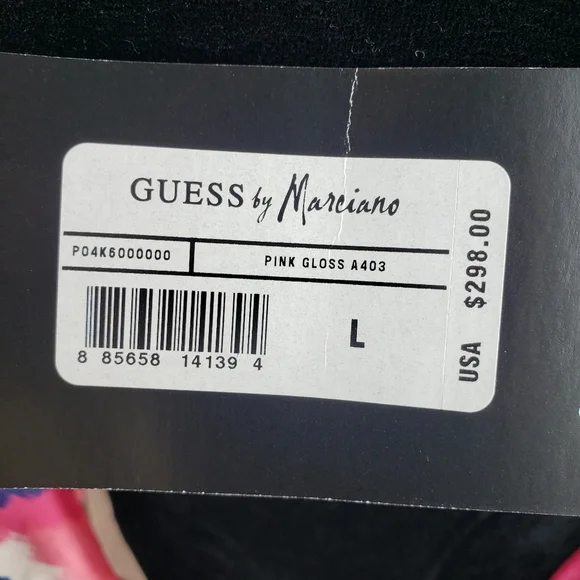 GUESS by Marciano
P04K6000000
PINK GLOSS A403
L
8 85658 14139 4
USA $298.00